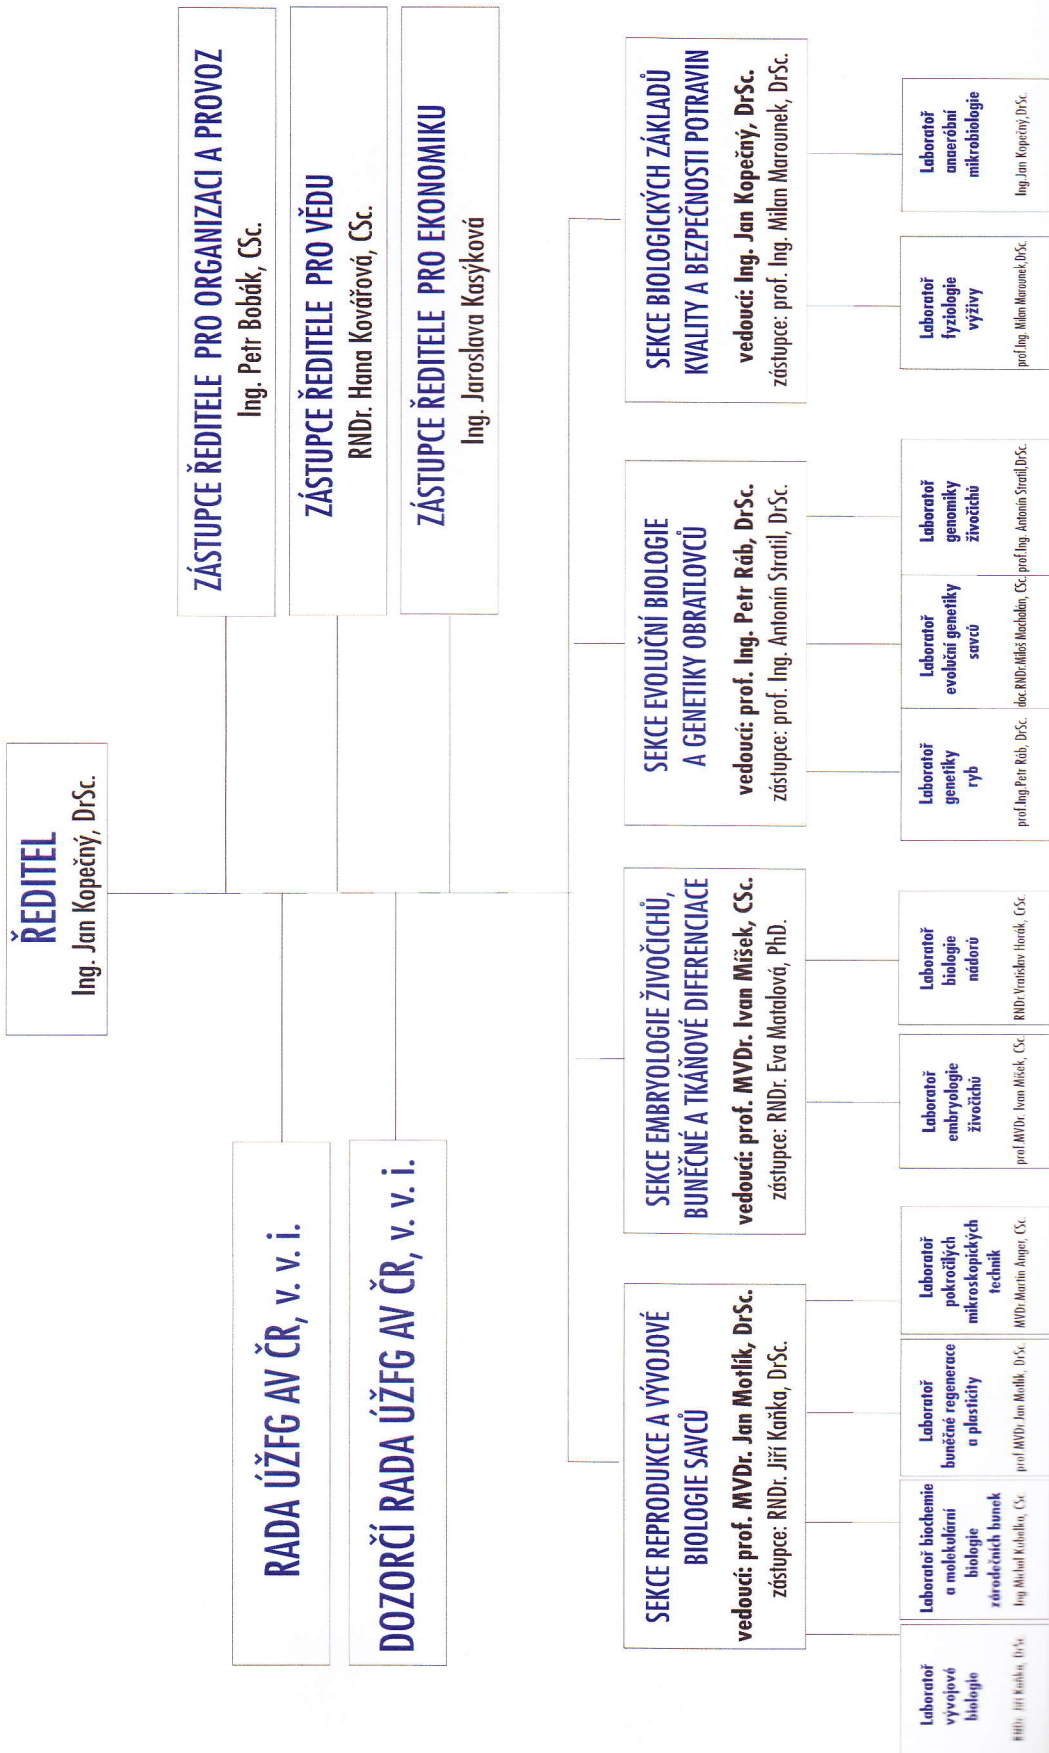 ŘEDITEL
Ing. Jan Kopečný, DrSc.
RADA ÚŽFG AV ČR, v. v. i.
DOZORČÍ RADA ÚŽFG AV ČR, v. v. i.
ZÁSTUPCE ŘEDITELE PRO ORGANIZACI A PROVOZ
Ing. Petr Bobák, CSc.
ZÁSTUPCE ŘEDITELE PRO VĚDU
RNDr. Hana Kovářová, CSc.
ZÁSTUPCE ŘEDITELE PRO EKONOMIKU
Ing. Jaroslava Kasýková
SEKCE REPRODUKCE A VÝVOJOVÉ
BIOLOGIE SAVCŮ
vedoucí: prof. MVDr. Jan Motlík, DrSc.
zástupce: RNDr. Jiří Kaňka, DrSc.
SEKCE EMBRYOLOGIE ŽIVOČICHŮ,
BUNĚČNÉ A TKÁŇOVÉ DIFERENCIACE
vedoucí: prof. MVDr. Ivan Míšek, CSc.
zástupce: RNDr. Eva Matalová, PhD.
SEKCE EVOLUČNÍ BIOLOGIE
A GENETIKY OBRATLOVCŮ
vedoucí: prof. Ing. Petr Ráb, DrSc.
zástupce: prof. Ing. Antonín Stratil, DrSc.
SEKCE BIOLOGICKÝCH ZÁKLADŮ
KVALITY A BEZPEČNOSTI POTRAVIN
vedoucí: Ing. Jan Kopečný, DrSc.
zástupce: prof. Ing. Milan Marounek, DrSc.
Laboratoř
vývojové
biologie
RNDr. Jiří Kaňka, DrSc.
Laboratoř biochemie
a molekulární
biologie
zárodečních bunek
Ing Michal Kubelka, CSc.
Laboratoř
buněčné regenerace
a plasticity
prof MVDr Jan Motlík, DrSc.
Laboratoř
pokročilých
mikroskopických
technik
MVDr.Martin Anger, CSc.
Laboratoř
embryologie
živočichů
prof.MVDr. Ivan Míšek, CSc.
Laboratoř
biologie
nádorů
RNDr.Vratislav Horák, CrSc.
Laboratoř
genetiky
ryb
prof.Ing.Petr Ráb, DrSc.
Laboratoř
evoluční genetiky
savců
doc.RNDr.Miloš Macholán, CSc.
Laboratoř
genomiky
živočichů
prof.Ing. Antonín Stratil,DrSc.
Laboratoř
fyziologie
výživy
prof.Ing. Milan Marounek,DrSc.
Laboratoř
anaeróbní
mikrobiologie
Ing.Jan Kopečný,DrSc.